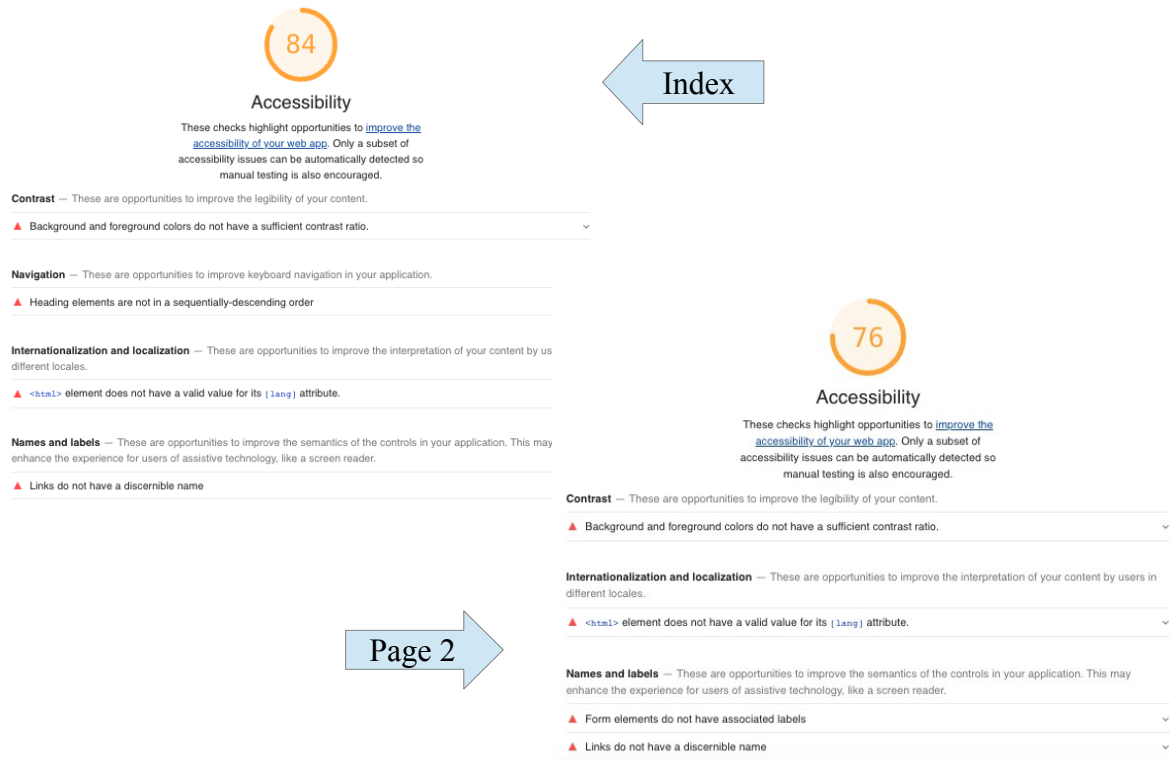 84
Accessibility
These checks highlight opportunities to improve the
accessibility of your web app. Only a subset of
accessibility issues can be automatically detected so
manual testing is also encouraged.
Contrast — These are opportunities to improve the legibility of your content.
Background and foreground colors do not have a sufficient contrast ratio.
Navigation — These are opportunities to improve keyboard navigation in your application.
Heading elements are not in a sequentially-descending order
Internationalization and localization — These are opportunities to improve the interpretation of your content by us
different locales.
<html> element does not have a valid value for its [lang] attribute.
Names and labels — These are opportunities to improve the semantics of the controls in your application. This may
enhance the experience for users of assistive technology, like a screen reader.
Links do not have a discernible name
Index
Page 2
76
Accessibility
These checks highlight opportunities to improve the
accessibility of your web app. Only a subset of
accessibility issues can be automatically detected so
manual testing is also encouraged.
Contrast — These are opportunities to improve the legibility of your content.
Background and foreground colors do not have a sufficient contrast ratio.
Internationalization and localization — These are opportunities to improve the interpretation of your content by users in
different locales.
<html> element does not have a valid value for its [lang] attribute.
Names and labels — These are opportunities to improve the semantics of the controls in your application. This may
enhance the experience for users of assistive technology, like a screen reader.
Form elements do not have associated labels
Links do not have a discernible name